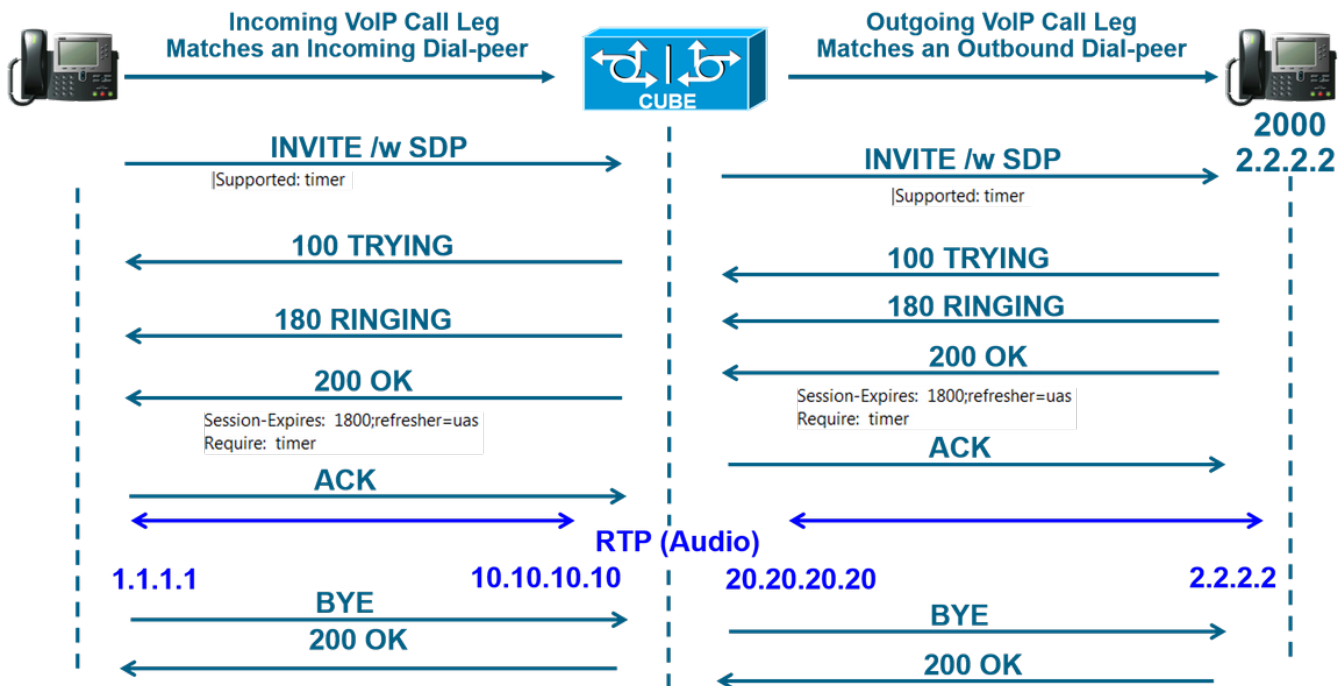 Incoming VoIP Call Leg
Matches an Incoming Dial-peer
Outgoing VoIP Call Leg
Matches an Outbound Dial-peer
CUBE
2000
2.2.2.2
INVITE /w SDP
|Supported: timer
INVITE /w SDP
|Supported: timer
100 TRYING
100 TRYING
180 RINGING
180 RINGING
200 OK
200 OK
Session-Expires: 1800;refresher=uas
Require: timer
Session-Expires: 1800;refresher=uas
Require: timer
ACK
ACK
RTP (Audio)
1.1.1.1
10.10.10.10
20.20.20.20
2.2.2.2
BYE
BYE
200 OK
200 OK